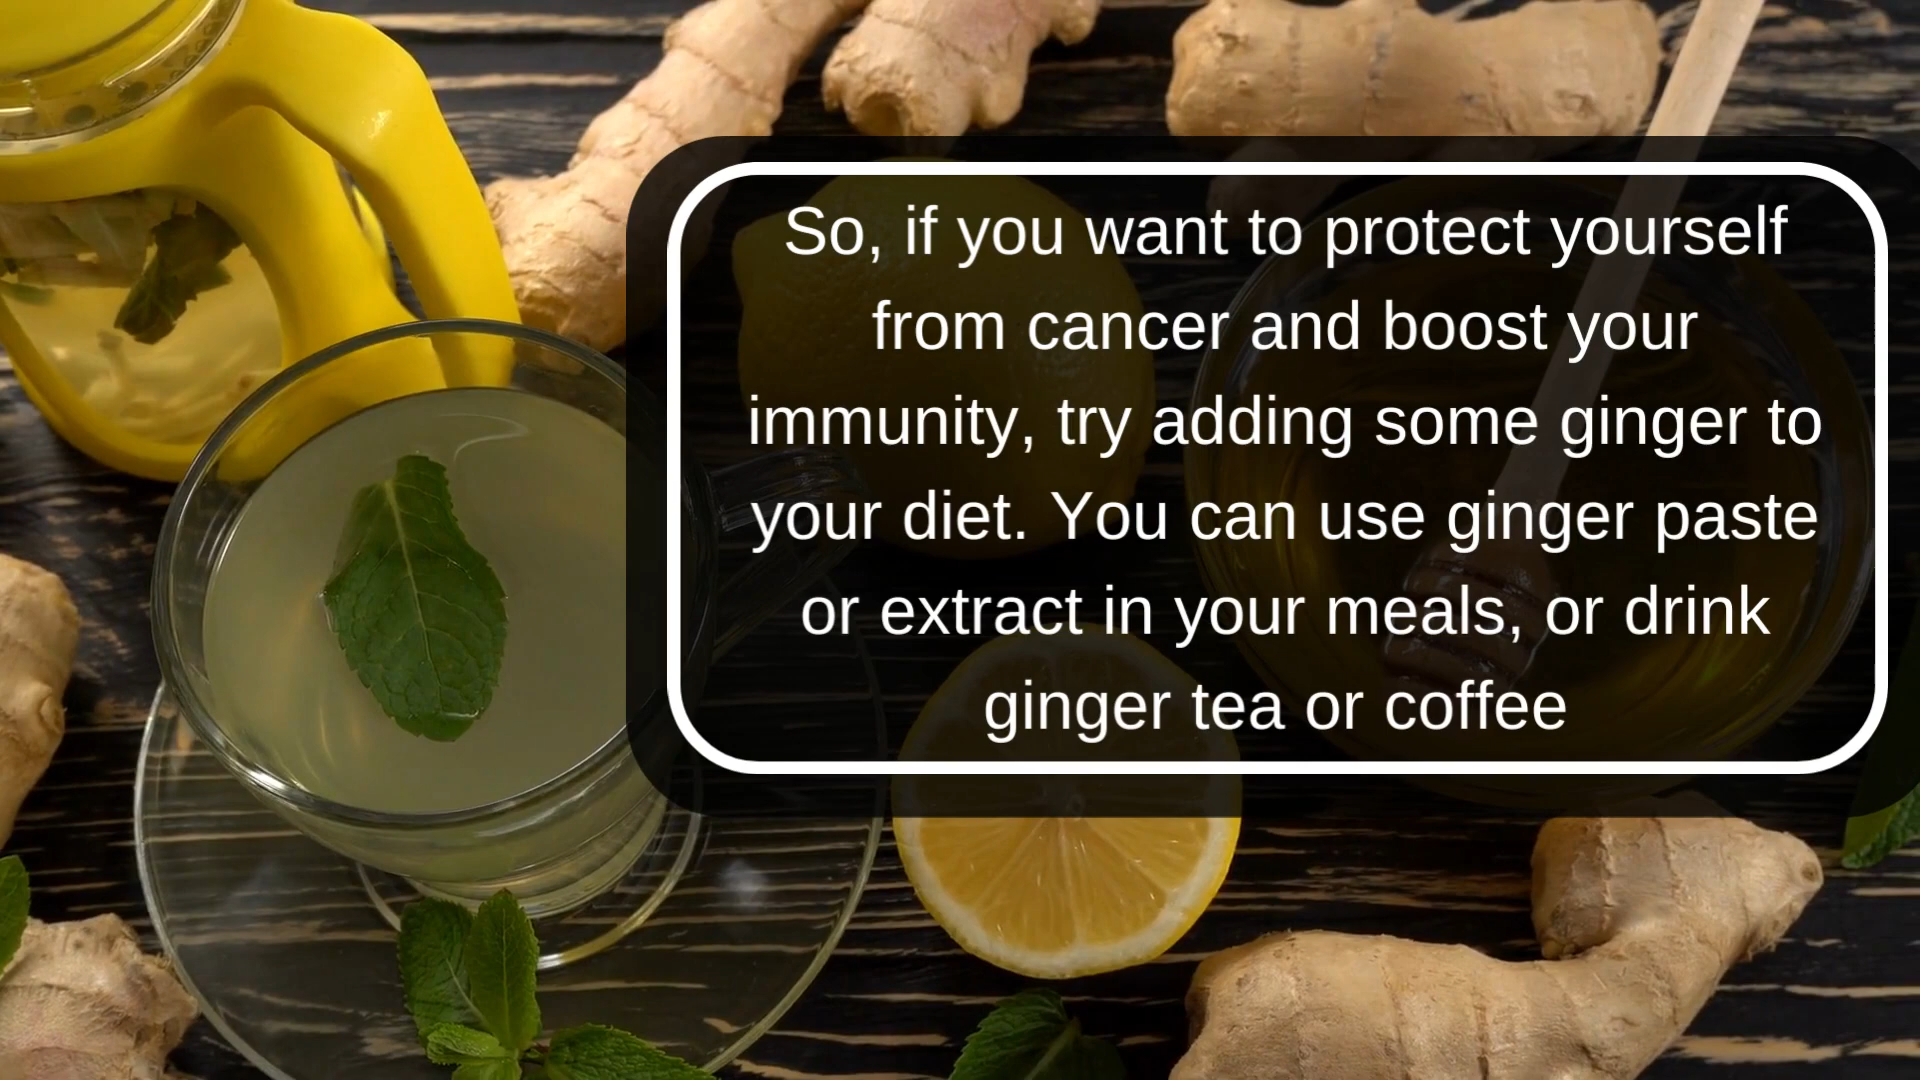 So, if you want to protect yourself
from cancer and boost your
immunity, try adding some ginger to
your diet. You can use ginger paste
or extract in your meals, or drink
ginger tea or coffee